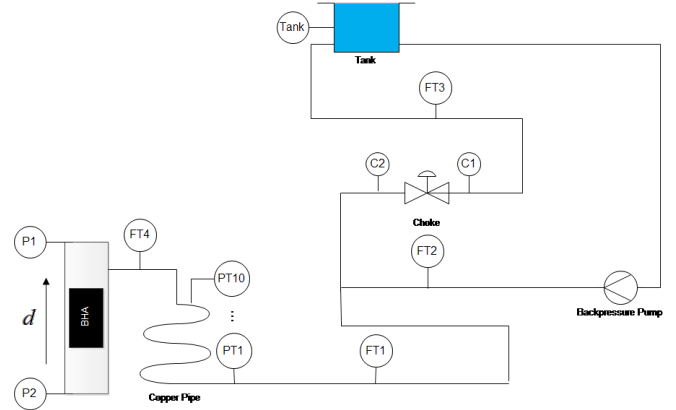 Tank
Tank
FT3
C2
C1
Choke
P1
FT4
FT2
PT10
...
Backpressure Pump
d
BHA
PT1
FT1
P2
Copper Pipe